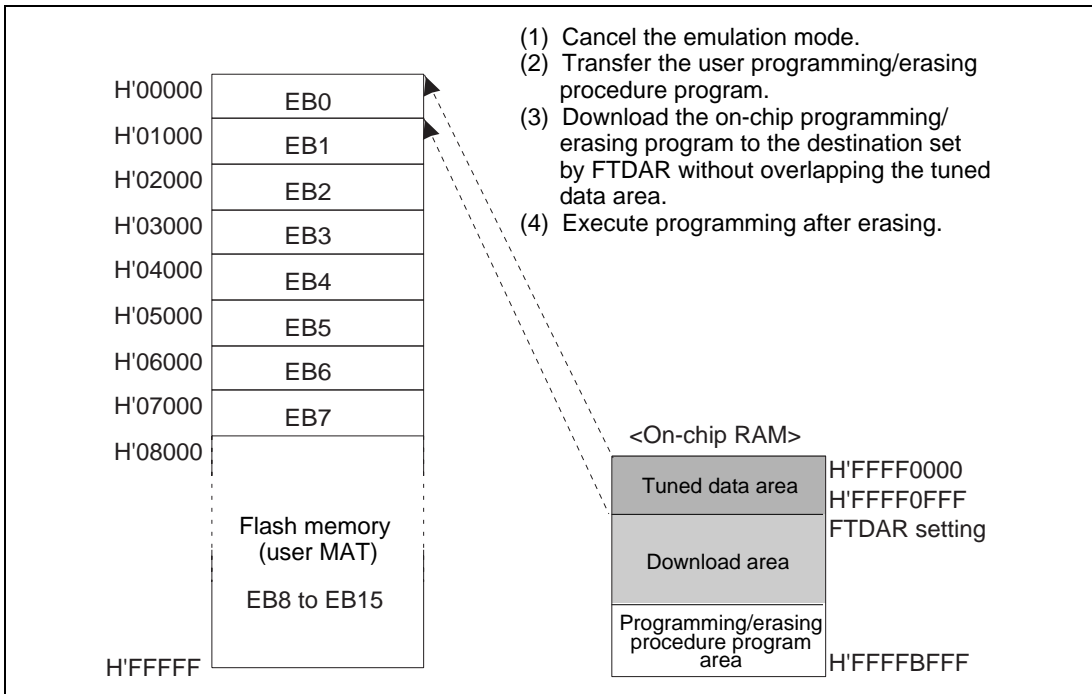 (1) Cancel the emulation mode.
(2) Transfer the user programming/erasing
procedure program.
(3) Download the on-chip programming/
erasing program to the destination set
by FTDAR without overlapping the tuned
data area.
(4) Execute programming after erasing.
H'00000
EB0
H'01000
EB1
H'02000
EB2
H'03000
EB3
H'04000
EB4
H'05000
EB5
H'06000
EB6
H'07000
EB7
H'08000
Flash memory
(user MAT)
EB8 to EB15
H'FFFFF
<On-chip RAM>
Tuned data area
H'FFFF0000
H'FFFF0FFF
FTDAR setting
Download area
Programming/erasing
procedure program
area
H'FFFFBFFF